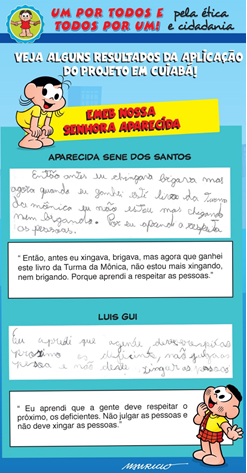 UM POR TODOS E
TODOS POR UM!
pela ética
e cidadania
VEJA ALGUNS RESULTADOS DA APLICAÇÃO
DO PROJETO EM CUIABÁ!
EMEB NOSSA
SENHORA APARECIDA
APARECIDA SENE DOS SANTOS
Então antes eu chingava brigava mas
agora quando eu ganhei este livro da turma
da mônica eu não estou mas chingando
nem brigando. Por eu aprendi a respeita
as pessoas.
" Então, antes eu xingava, brigava, mas agora que ganhei
este livro da Turma da Mônica, não estou mais xingando,
nem brigando. Porque aprendi a respeitar as pessoas."
LUIS GUI
Eu aprendi que agente deve respeitar
proximo os deficiente, não julgar as
pessoa e não deve xingar as pessoas
" Eu aprendi que a gente deve respeitar o
próximo, os deficientes. Não julgar as pessoas e
não deve xingar as pessoas."
MAURICIO